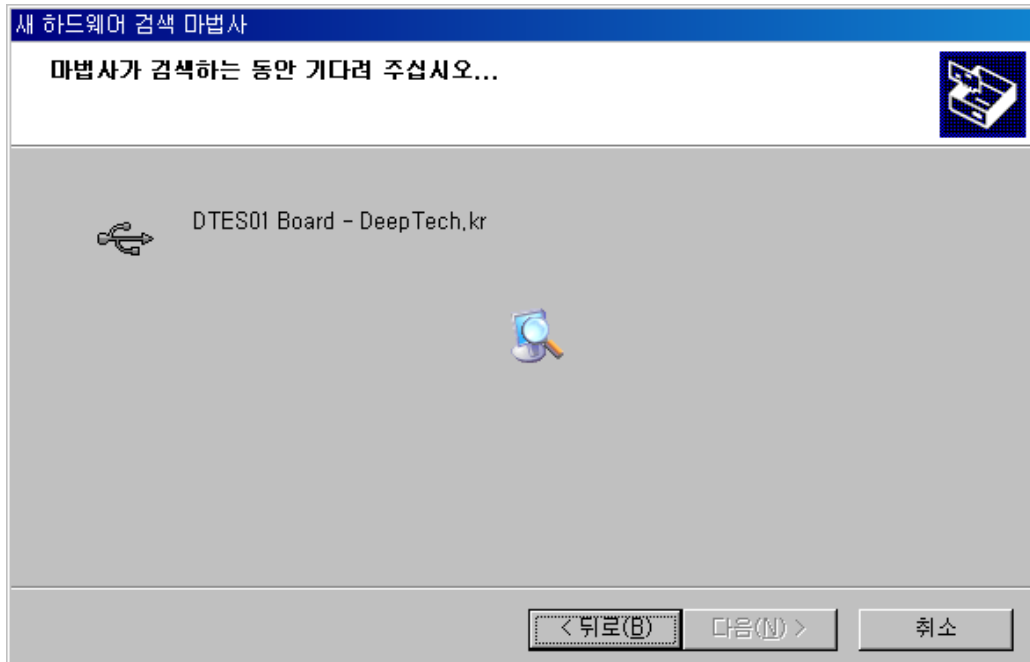 새 하드웨어 검색 마법사
마법사가 검색하는 동안 기다려 주십시오...
DTES01 Board - DeepTech.kr
< 뒤로(B)
다음(N) >
취소